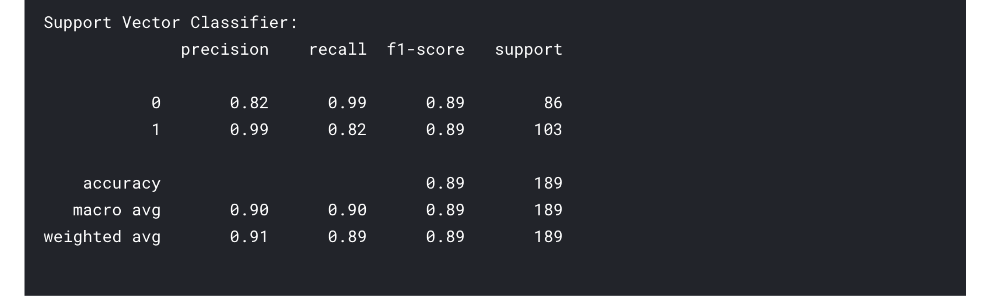 Support Vector Classifier:
precision recall f1-score support
0 0.82 0.99 0.89 86
1 0.99 0.82 0.89 103
accuracy 0.89 189
macro avg 0.90 0.90 0.89 189
weighted avg 0.91 0.89 0.89 189